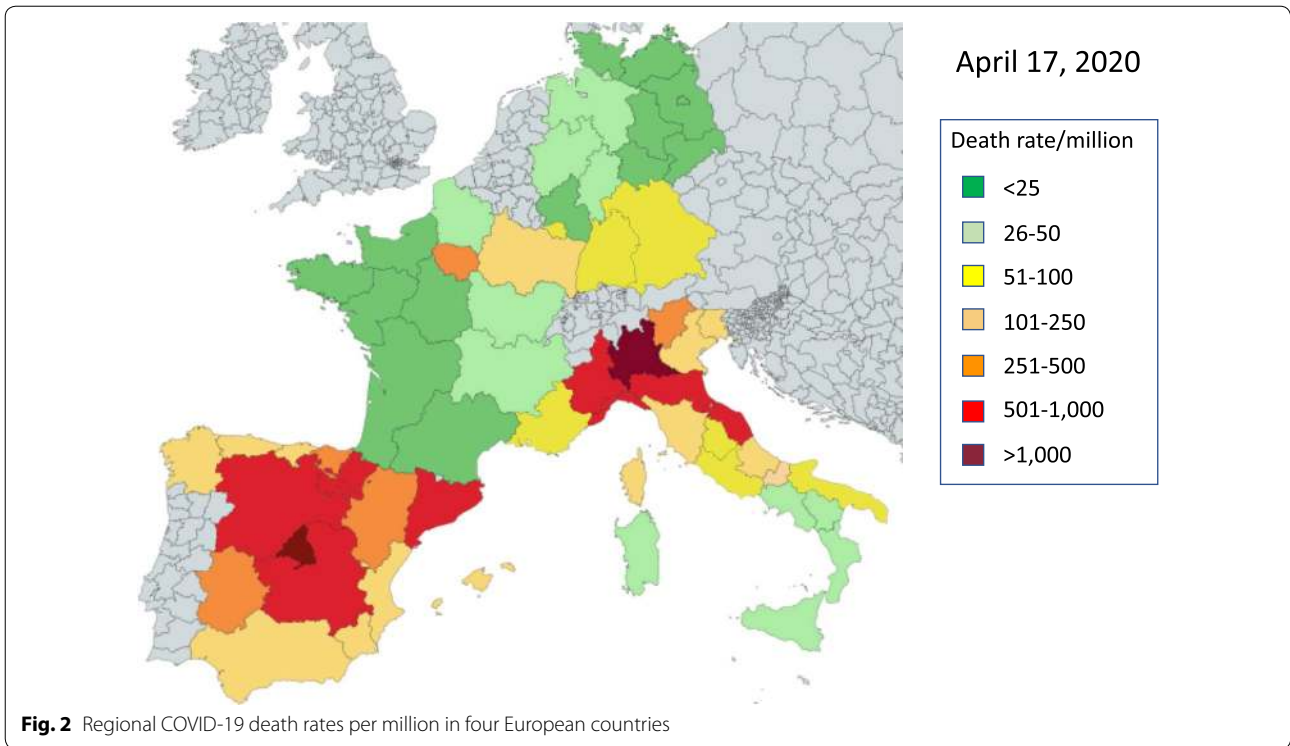 April 17, 2020
Death rate/million
<25
26-50
51-100
101-250
251-500
501-1,000
>1,000
Fig. 2 Regional COVID-19 death rates per million in four European countries